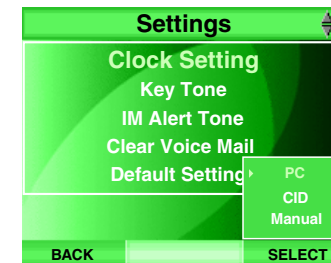 Settings
Clock Setting
Key Tone
IM Alert Tone
Clear Voice Mail
Default Setting
PC
CID
Manual
BACK
SELECT